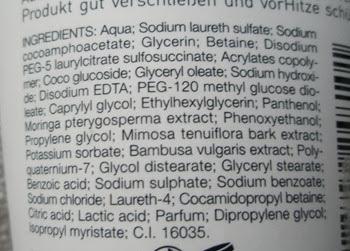 Produkt gut verschließen und vor Hitze
INGREDIENTS: Aqua; Sodium laureth sulfate; Sodium
cocoamphoacetate; Glycerin; Betaine; Disodium
PEG-5 laurylcitrate sulfosuccinate; Acrylates copoly-
mer; Coco glucoside; Glyceryl oleate; Sodium hydroxi-
de; Disodium EDTA; PEG-120 methyl glucose dio-
leate; Caprylyl glycol; Ethylhexylglycerin; Panthenol;
Moringa pterygosperma extract; Phenoxyethanol;
Propylene glycol; Mimosa tenuiflora bark extract;
Potassium sorbate; Bambusa vulgaris extract; Poly-
quaternium-7; Glycol distearate; Glyceryl stearate;
Benzoic acid; Sodium sulphate; Sodium benzoate;
Sodium chloride; Laureth-4; Cocamidopropyl betaine;
Citric acid; Lactic acid; Parfum; Dipropylene glycol;
Isopropyl myristate; C.I. 16035.